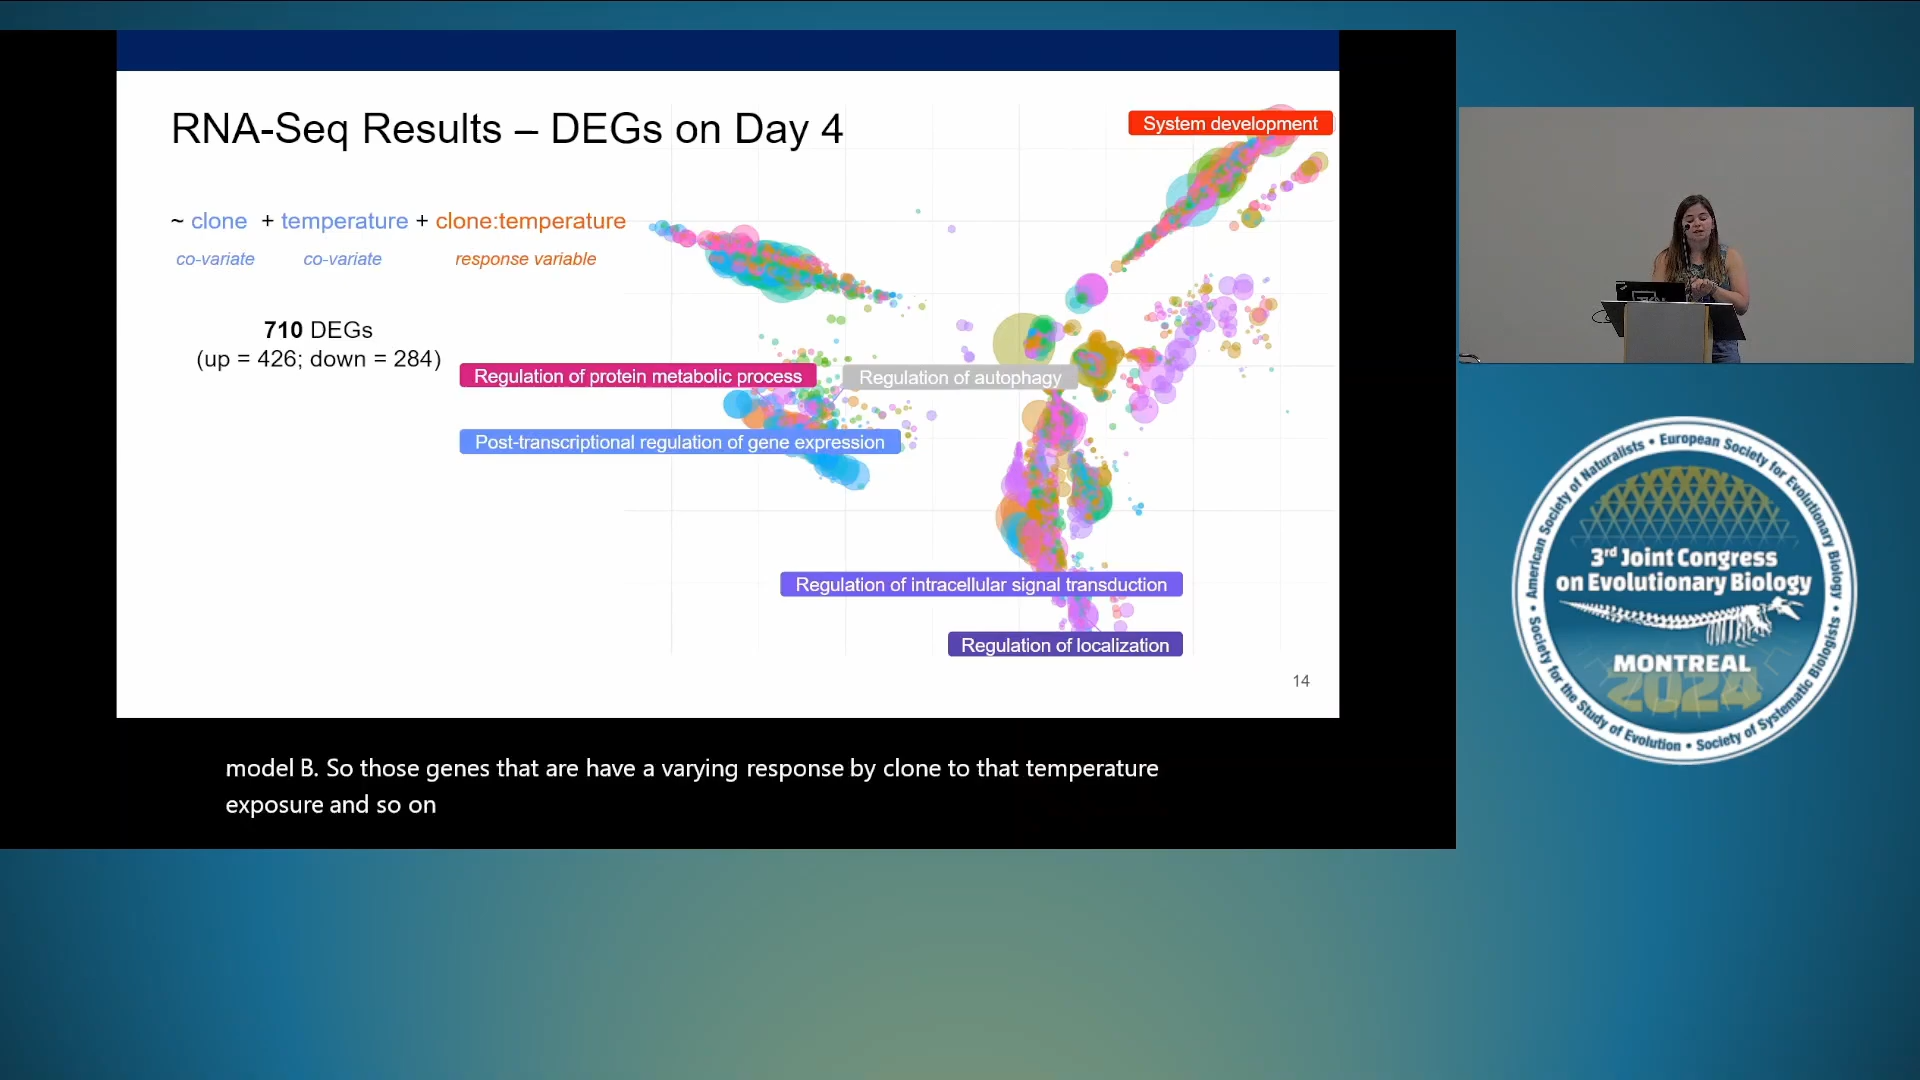 RNA-Seq Results – DEGs on Day 4
System development
~ clone + temperature + clone:temperature
co-variate co-variate response variable
710 DEGs
(up = 426; down = 284)
Regulation of protein metabolic process
Regulation of autophagy
Post-transcriptional regulation of gene expression
Regulation of intracellular signal transduction
Regulation of localization
14
model B. So those genes that are have a varying response by clone to that temperature
exposure and so on
American Society of Naturalists • European Society for Evolutionary Biology •
Society for the Study of Evolution • Society of Systematic Biologists •
3rd Joint Congress
on Evolutionary Biology
MONTREAL
2024